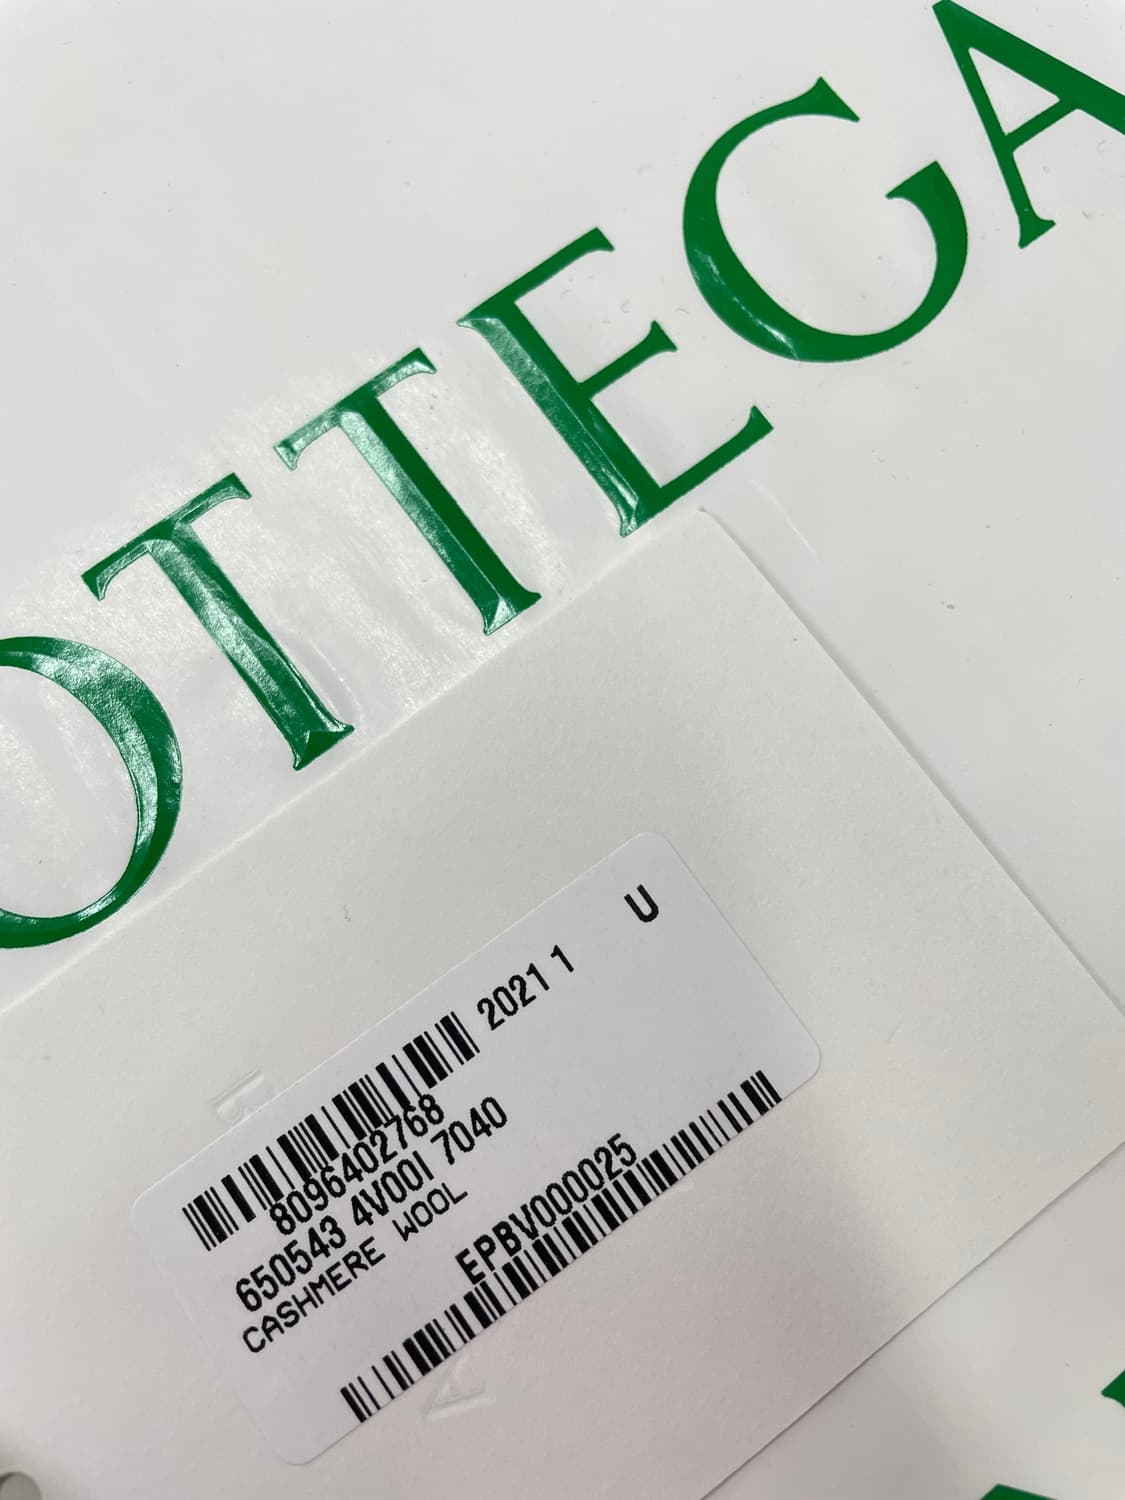 OTTEGA
U
2021 1
8096402768
650543 4V00I 7040
CASHMERE WOOL
EPBV000025
B
A